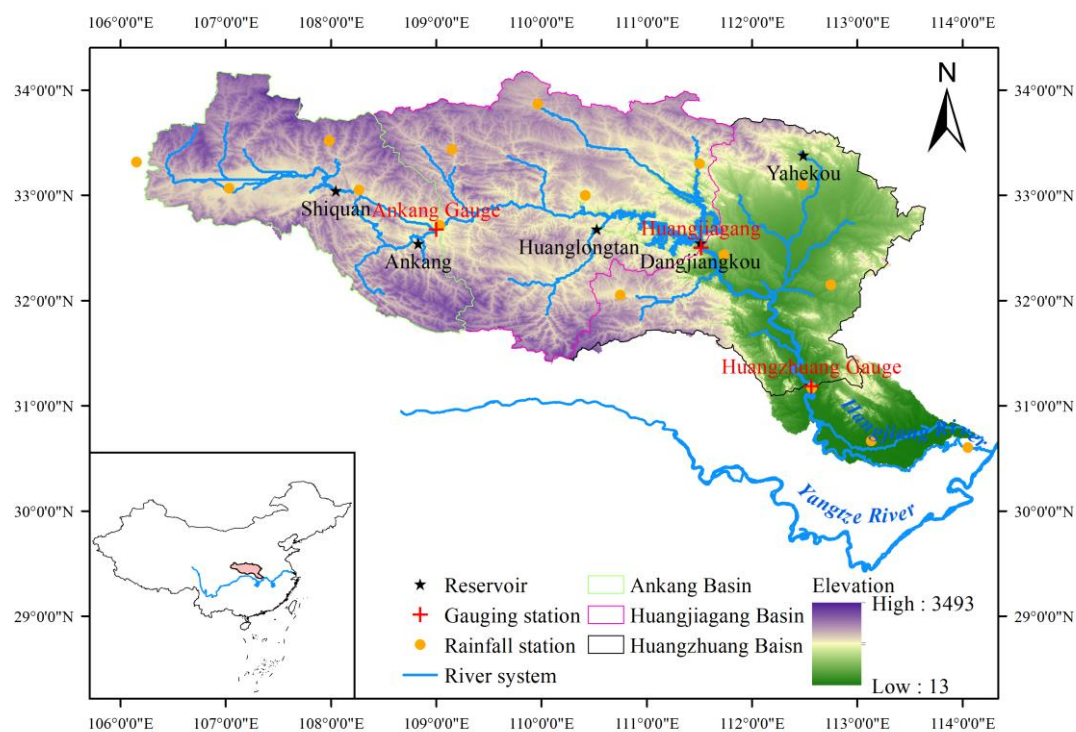 106°0'0"E 107°0'0"E 108°0'0"E 109°0'0"E 110°0'0"E 111°0'0"E 112°0'0"E 113°0'0"E 114°0'0"E
N
34°0'0"N 34°0'0"N
Yahekou
33°0'0"N 33°0'0"N
Shiquan Ankang Gauge
Huangjiagang
Ankang Huanglongtan Dangjiangkou
32°0'0"N 32°0'0"N
Huangzhuang Gauge
31°0'0"N 31°0'0"N
Hangjiang River
Yangtze River
30°0'0"N 30°0'0"N
Reservoir Ankang Basin Elevation
Gauging station Huangjiagang Basin High : 3493
29°0'0"N 29°0'0"N
Rainfall station Huangzhuang Baisn
River system Low : 13
106°0'0"E 107°0'0"E 108°0'0"E 109°0'0"E 110°0'0"E 111°0'0"E 112°0'0"E 113°0'0"E 114°0'0"E